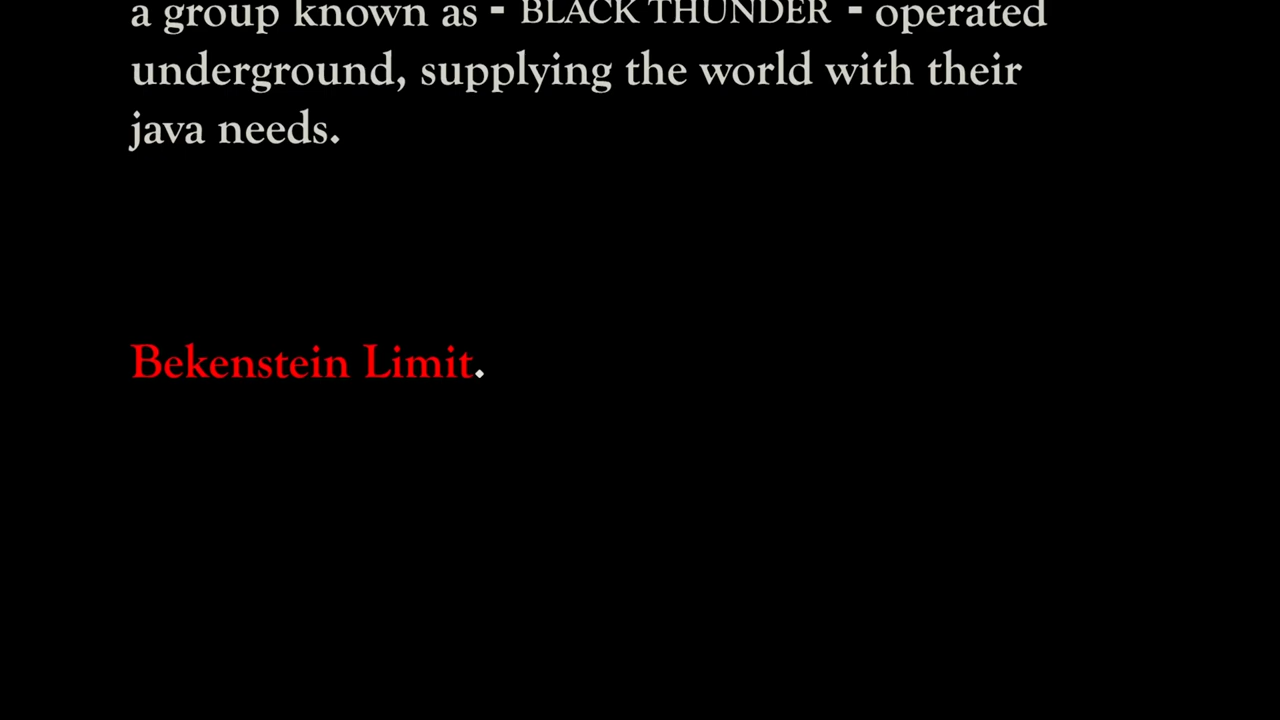 a group known as - BLACK THUNDER - operated
underground, supplying the world with their
java needs.
Bekenstein Limit.